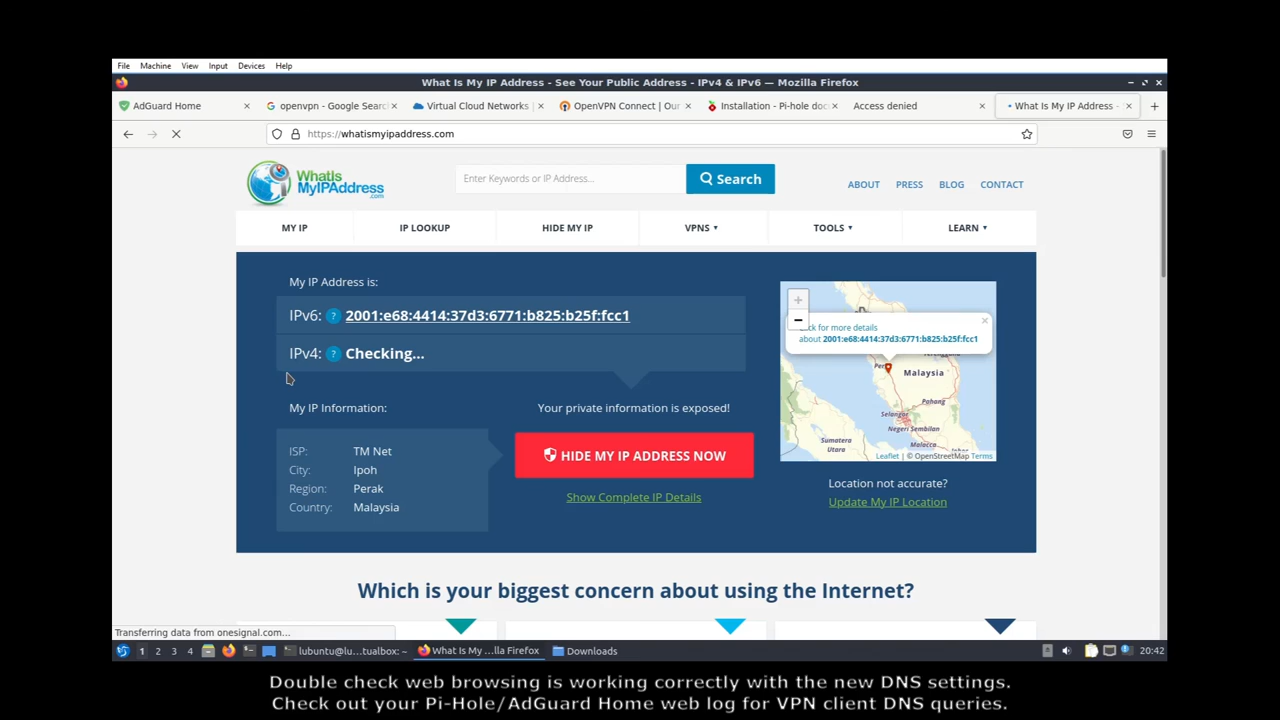 File Machine View Input Devices Help
What Is My IP Address - See Your Public Address - IPv4 & IPv6 — Mozilla Firefox
AdGuard Home
openvpn - Google Searc
Virtual Cloud Networks
OpenVPN Connect | Our
Installation - Pi-hole doc
Access denied
What Is My IP Address -
https://whatismyipaddress.com
WhatIs
MyIPAddress
.com
Enter Keywords or IP Address...
Search
ABOUT PRESS BLOG CONTACT
MY IP IP LOOKUP HIDE MY IP VPNS TOOLS LEARN
My IP Address is:
IPv6: ? 2001:e68:4414:37d3:6771:b825:b25f:fcc1
IPv4: ? Checking...
My IP Information:
ISP: TM Net
City: Ipoh
Region: Perak
Country: Malaysia
Your private information is exposed!
HIDE MY IP ADDRESS NOW
Show Complete IP Details
+
−
Click for more details
about 2001:e68:4414:37d3:6771:b825:b25f:fcc1
×
Malaysia
Pahang
Selangor
Negeri Sembilan
Malacca
Sumatera
Utara
Leaflet | © OpenStreetMap Terms
Location not accurate?
Update My IP Location
Which is your biggest concern about using the Internet?
Transferring data from onesignal.com...
1 2 3 4
lubuntu@lu...tualbox: ~
What Is My ...lla Firefox
Downloads
20:42
Double check web browsing is working correctly with the new DNS settings.
Check out your Pi-Hole/AdGuard Home web log for VPN client DNS queries.